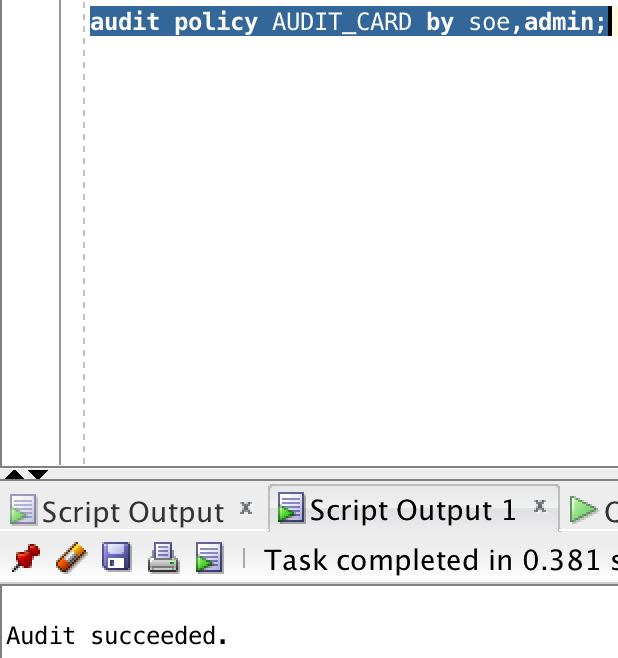 audit policy AUDIT_CARD by soe,admin;
Script Output x Script Output 1 x
Task completed in 0.381 s
Audit succeeded.